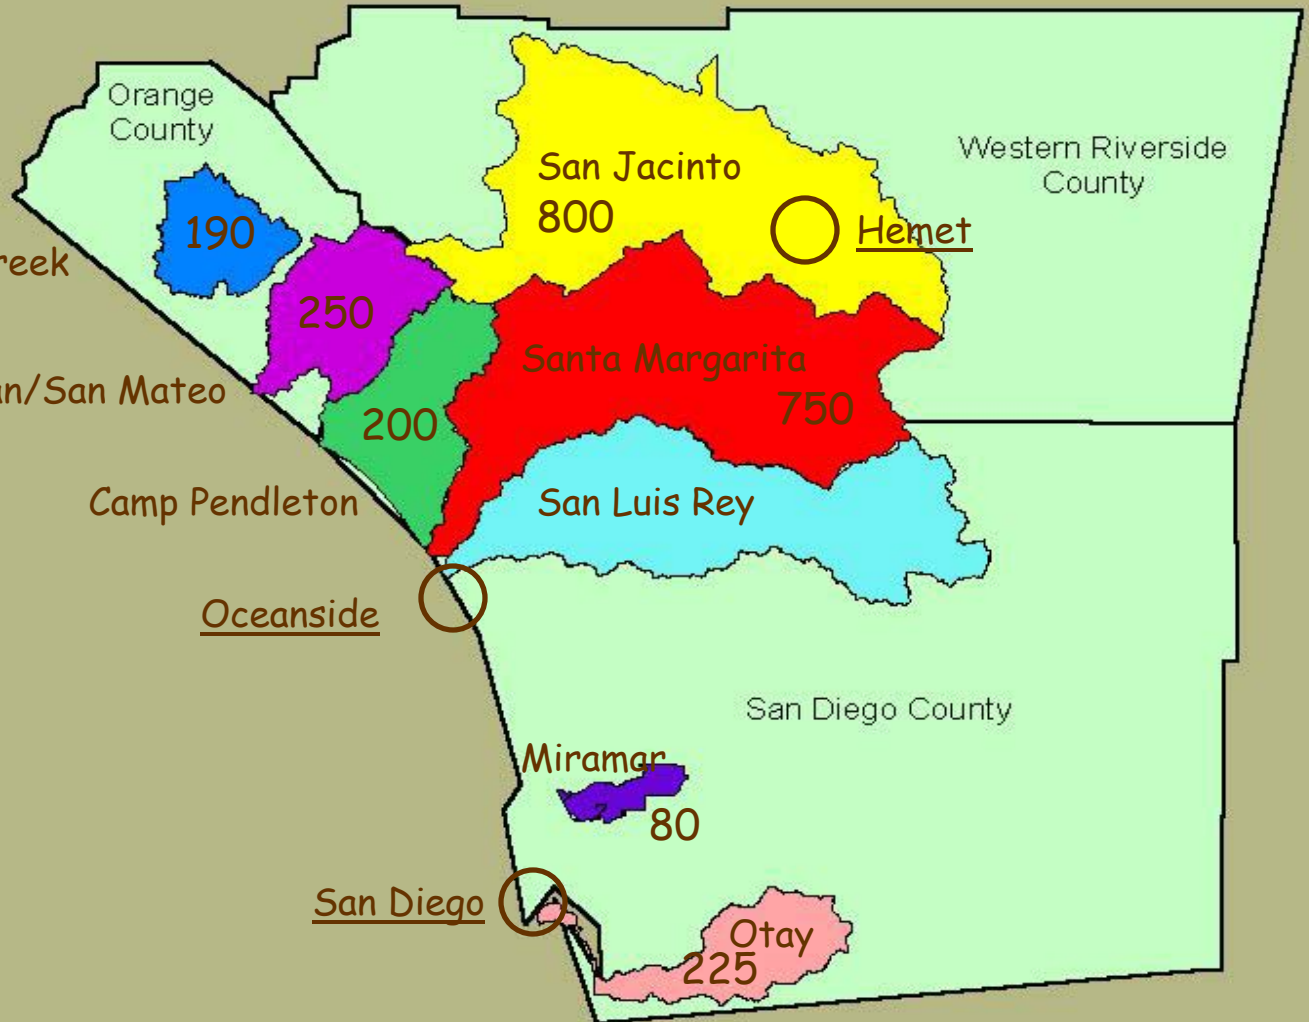 Orange
County
Western Riverside
County
San Jacinto
800
Hemet
190
250
Santa Margarita
750
200
San Mateo
Camp Pendleton
San Luis Rey
Oceanside
San Diego County
Miramar
80
San Diego
Otay
225